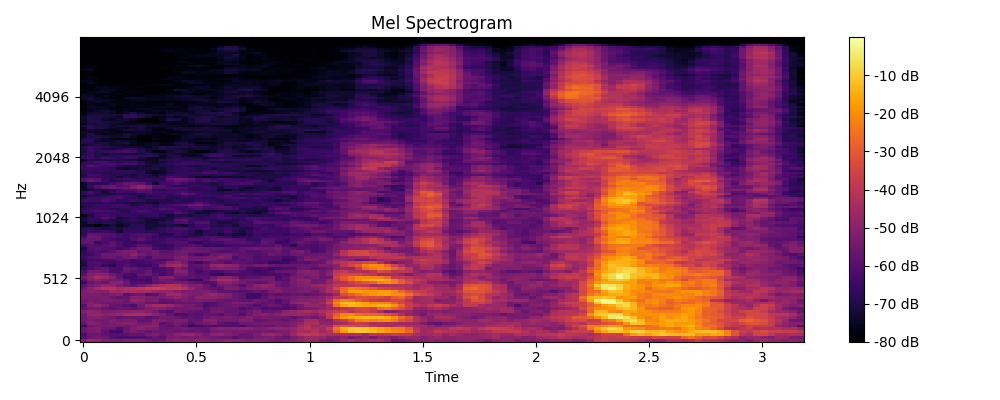 Mel Spectrogram
Hz
4096
2048
1024
512
0
0
0.5
1
1.5
2
2.5
3
Time
-10 dB
-20 dB
-30 dB
-40 dB
-50 dB
-60 dB
-70 dB
-80 dB